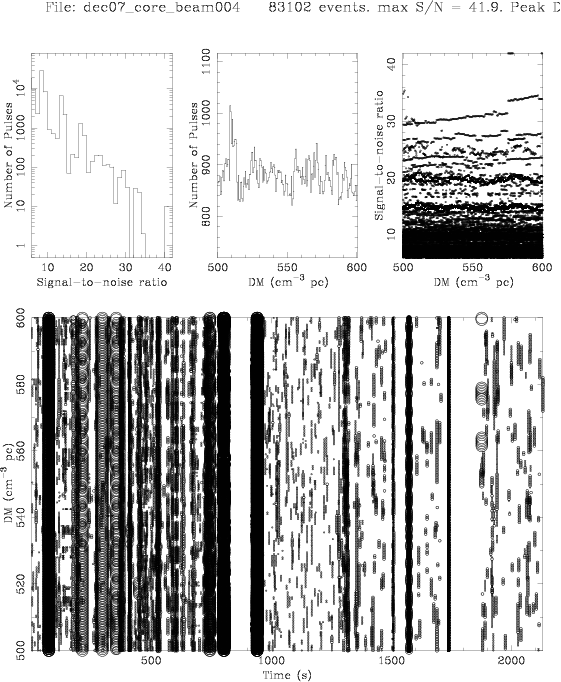 File: dec07_core_beam004 83102 events. max S/N = 41.9. Peak D
Number of Pulses
10⁴
1000
100
10
1
10 20 30 40
Signal-to-noise ratio
Number of Pulses
1100
1000
900
800
500 550 600
DM (cm⁻³ pc)
Signal-to-noise ratio
40
30
20
10
500 550 600
DM (cm⁻³ pc)
DM (cm⁻³ pc)
600
580
560
540
520
500
500 1000 1500 2000
Time (s)